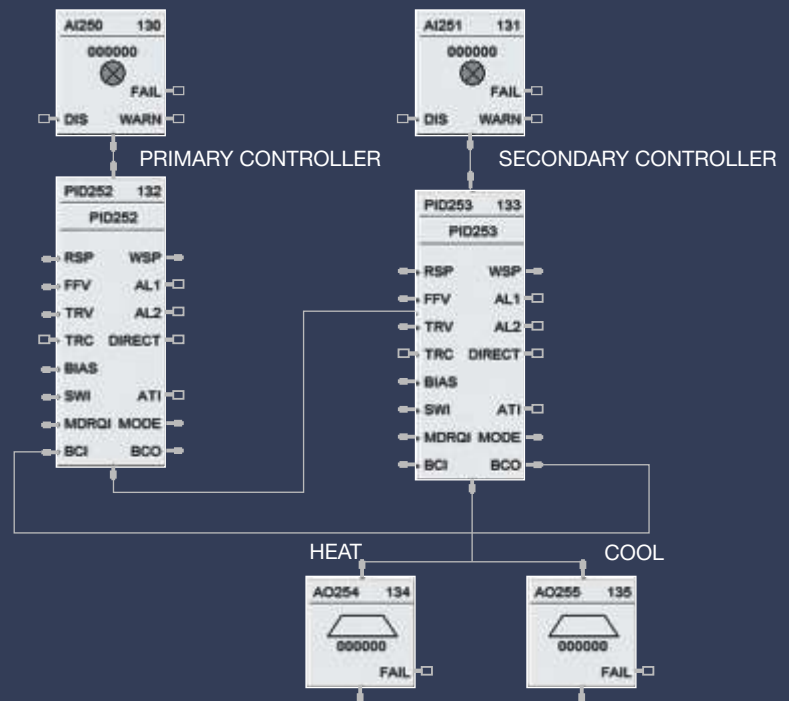 AI250 130
000000
FAIL
DIS WARN
AI251 131
000000
FAIL
DIS WARN
PRIMARY CONTROLLER
SECONDARY CONTROLLER
PID252 132
PID252
RSP WSP
FFV AL1
TRV AL2
TRC DIRECT
BIAS
SWI ATI
MDRQI MODE
BCI BCO
PID253 133
PID253
RSP WSP
FFV AL1
TRV AL2
TRC DIRECT
BIAS
SWI ATI
MDRQI MODE
BCI BCO
HEAT
COOL
AO254 134
000000
FAIL
AO255 135
000000
FAIL